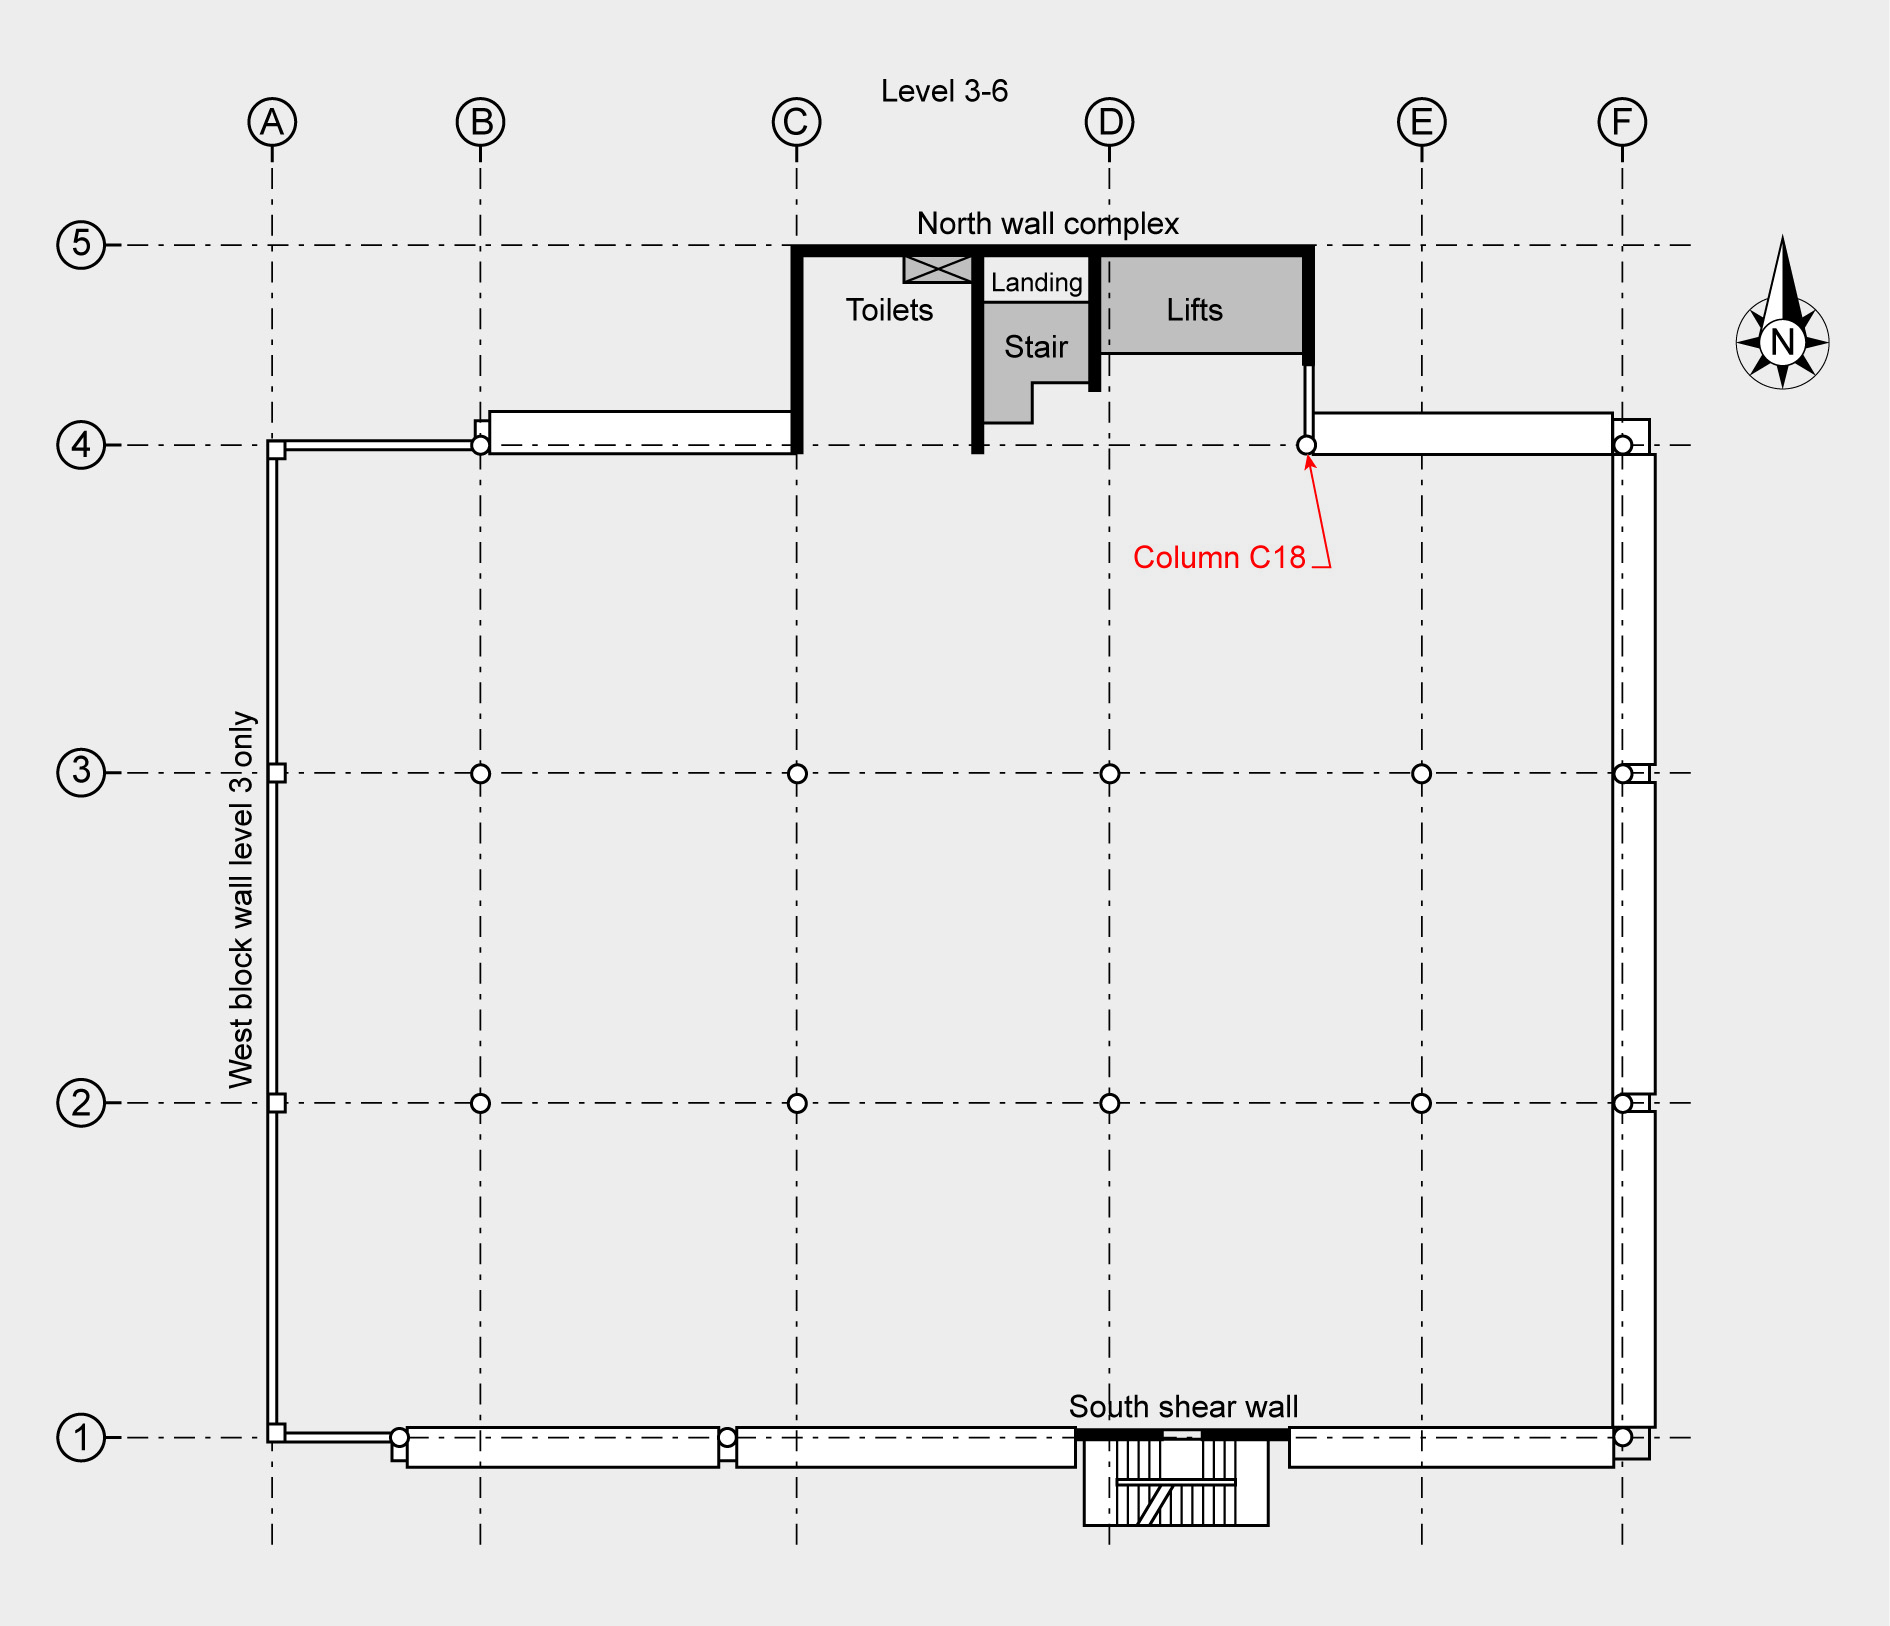 Level 3-6
A
B
C
D
E
F
5
North wall complex
Landing
Toilets
Lifts
Stair
N
4
Column C18
West block wall level 3 only
3
2
South shear wall
1